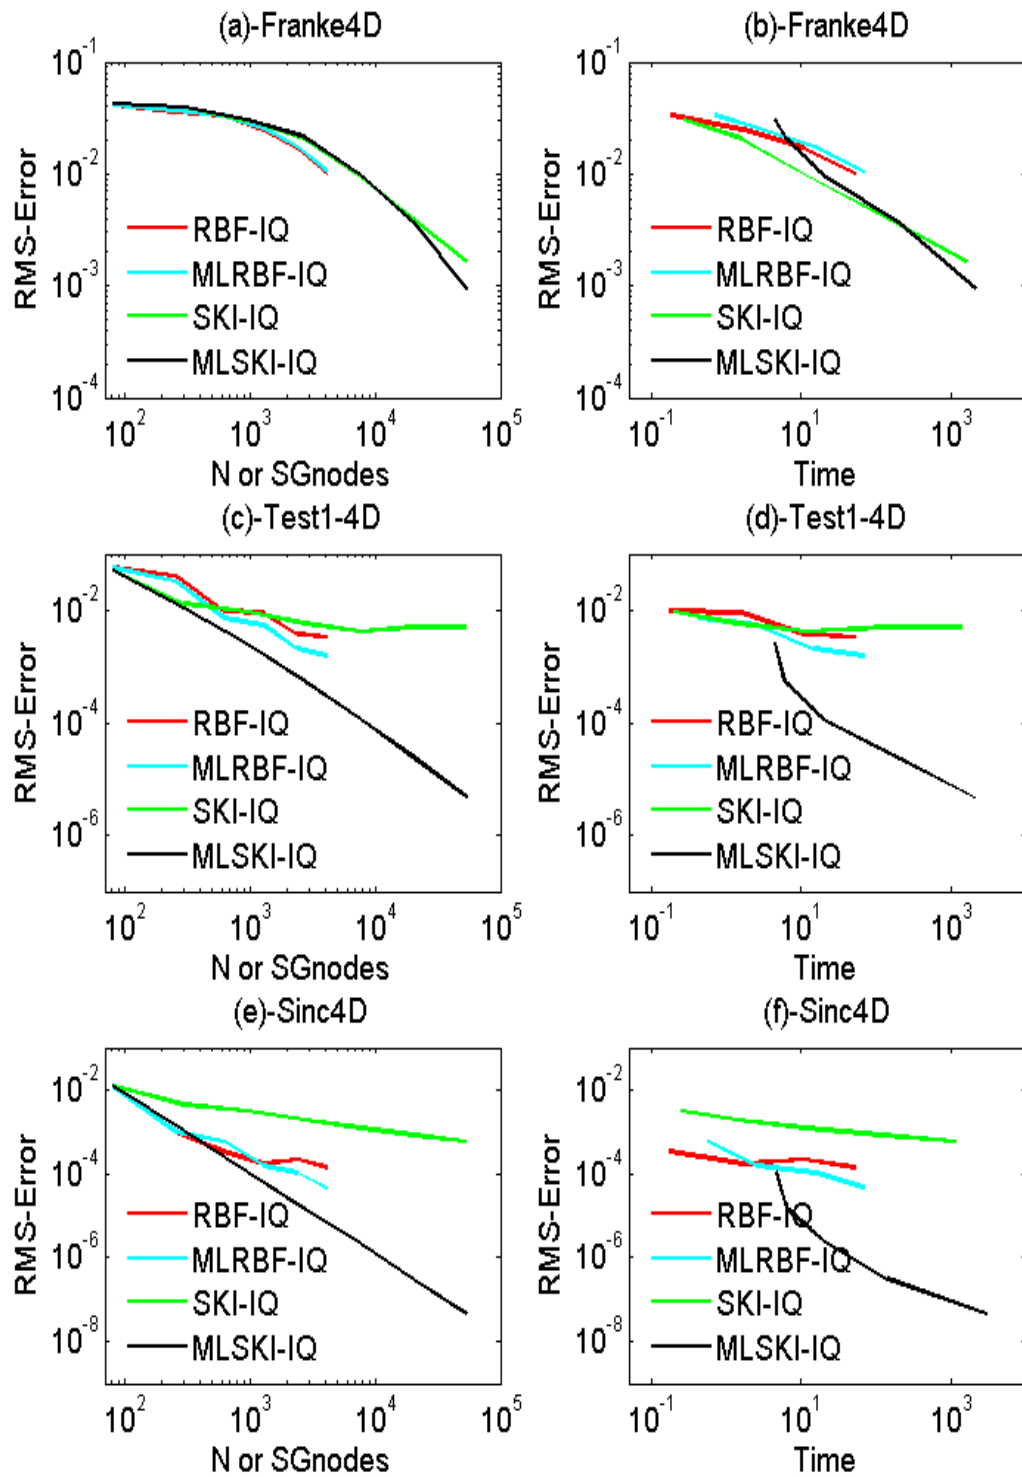 (a)-Franke4D
RMS-Error
10^-1
10^-2
10^-3
10^-4
RBF-IQ
MLRBF-IQ
SKI-IQ
MLSKI-IQ
10^2 10^3 10^4 10^5
N or SGnodes
(b)-Franke4D
RMS-Error
10^-1
10^-2
10^-3
10^-4
RBF-IQ
MLRBF-IQ
SKI-IQ
MLSKI-IQ
10^-1 10^1 10^3
Time
(c)-Test1-4D
RMS-Error
10^-2
10^-4
10^-6
RBF-IQ
MLRBF-IQ
SKI-IQ
MLSKI-IQ
10^2 10^3 10^4 10^5
N or SGnodes
(d)-Test1-4D
RMS-Error
10^-2
10^-4
10^-6
RBF-IQ
MLRBF-IQ
SKI-IQ
MLSKI-IQ
10^-1 10^1 10^3
Time
(e)-Sinc4D
RMS-Error
10^-2
10^-4
10^-6
10^-8
RBF-IQ
MLRBF-IQ
SKI-IQ
MLSKI-IQ
10^2 10^3 10^4 10^5
N or SGnodes
(f)-Sinc4D
RMS-Error
10^-2
10^-4
10^-6
10^-8
RBF-IQ
MLRBF-IQ
SKI-IQ
MLSKI-IQ
10^-1 10^1 10^3
Time